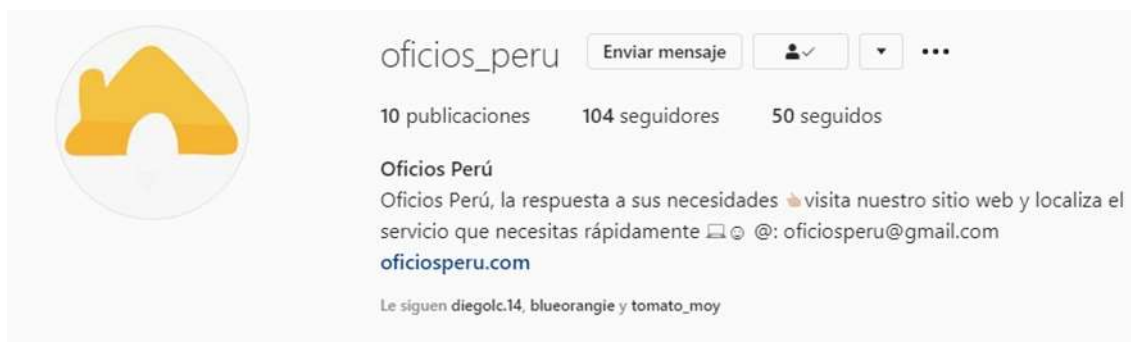 oficios_peru Enviar mensaje
10 publicaciones 104 seguidores 50 seguidos
Oficios Perú
Oficios Perú, la respuesta a sus necesidades 👆visita nuestro sitio web y localiza el
servicio que necesitas rápidamente 💻☺ @: oficiosperu@gmail.com
oficiosperu.com
Le siguen diegolc.14, blueorangie y tomato_moy